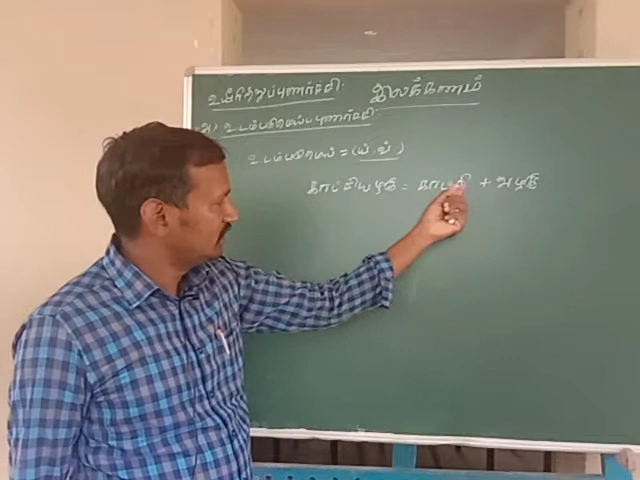 உயிரீற்றுப்புணர்ச்சி: இலக்கணம்
அ) உடம்படுமெய்ப்புணர்ச்சி:
உடம்படுமெய் = (ய், வ்)
காட்சியழகு = காட்சி + அழகு